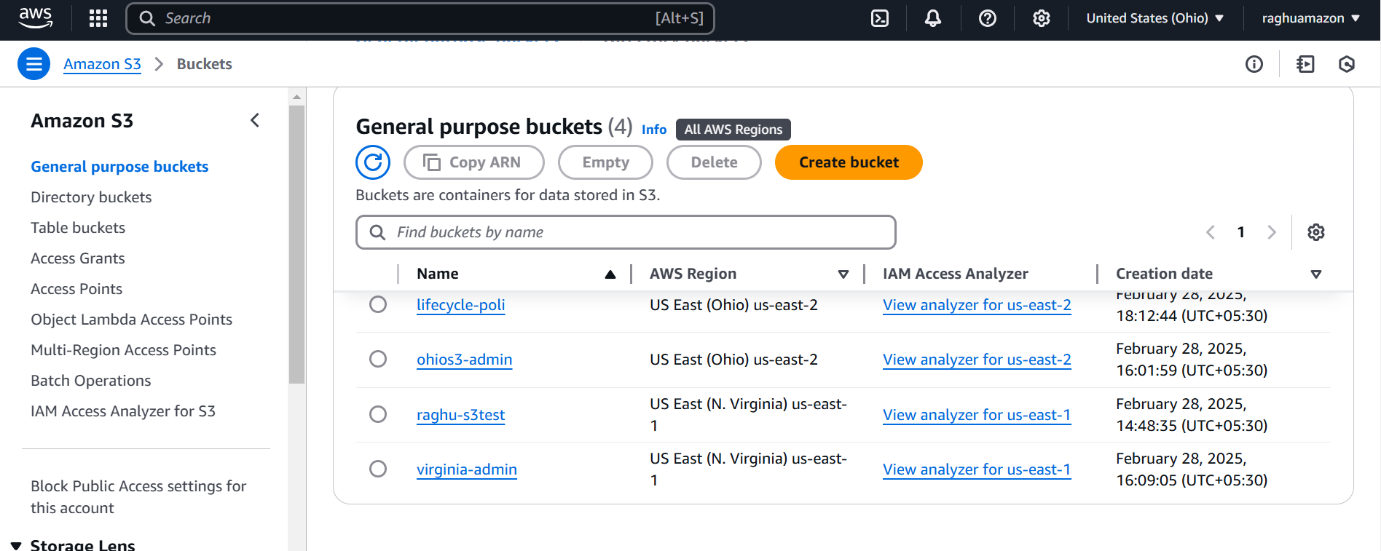 aws
Search [Alt+S]
United States (Ohio)
raghuamazon
Amazon S3 > Buckets
Amazon S3
General purpose buckets
Directory buckets
Table buckets
Access Grants
Access Points
Object Lambda Access Points
Multi-Region Access Points
Batch Operations
IAM Access Analyzer for S3
Block Public Access settings for
this account
Storage Lens
General purpose buckets (4) Info All AWS Regions
Copy ARN Empty Delete Create bucket
Buckets are containers for data stored in S3.
Find buckets by name
1
Name AWS Region IAM Access Analyzer Creation date
lifecycle-poli US East (Ohio) us-east-2 View analyzer for us-east-2 February 28, 2025,
18:12:44 (UTC+05:30)
ohios3-admin US East (Ohio) us-east-2 View analyzer for us-east-2 February 28, 2025,
16:01:59 (UTC+05:30)
raghu-s3test US East (N. Virginia) us-east-
1 View analyzer for us-east-1 February 28, 2025,
14:48:35 (UTC+05:30)
virginia-admin US East (N. Virginia) us-east-
1 View analyzer for us-east-1 February 28, 2025,
16:09:05 (UTC+05:30)